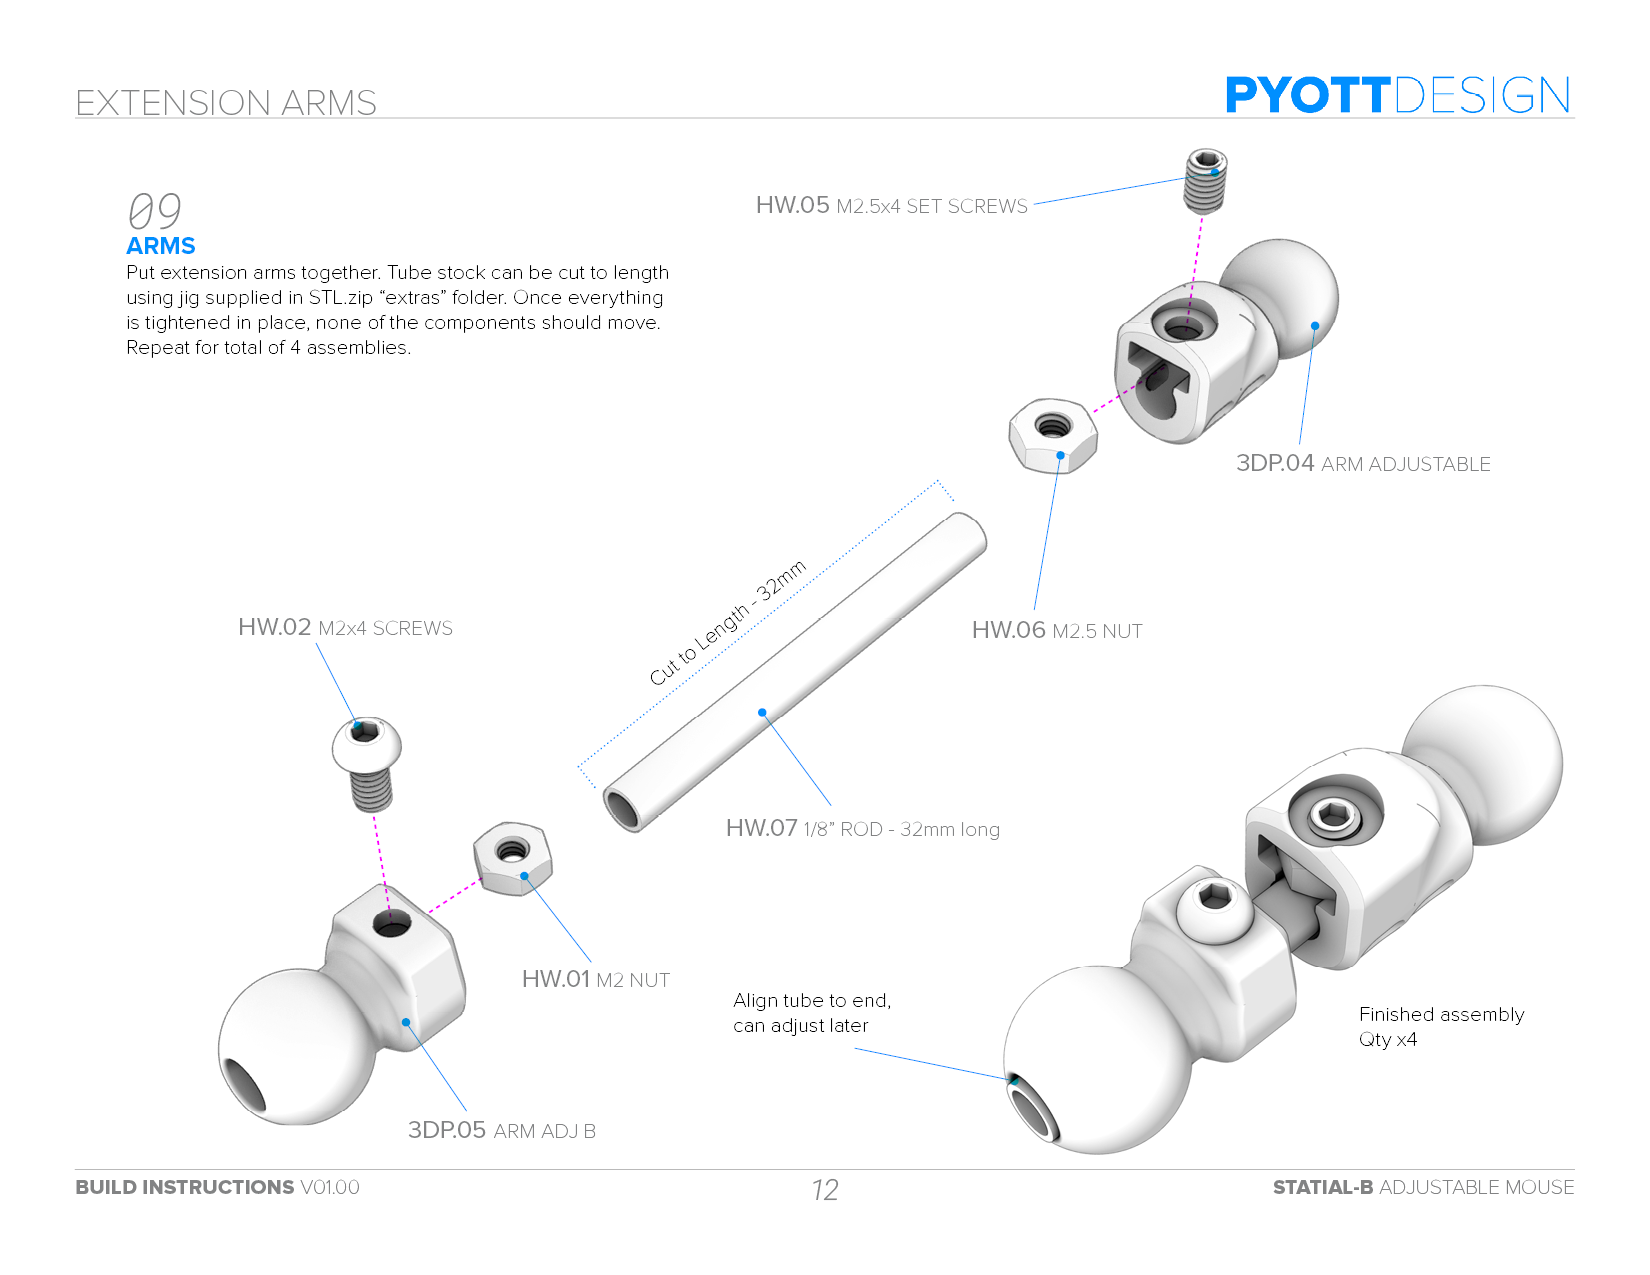 EXTENSION ARMS
PYOTTDESIGN
09
ARMS
Put extension arms together. Tube stock can be cut to length
using jig supplied in STL.zip “extras” folder. Once everything
is tightened in place, none of the components should move.
Repeat for total of 4 assemblies.
HW.05 M2.5x4 SET SCREWS
3DP.04 ARM ADJUSTABLE
Cut to Length - 32mm
HW.02 M2x4 SCREWS
HW.06 M2.5 NUT
HW.07 1/8” ROD - 32mm long
HW.01 M2 NUT
Align tube to end,
can adjust later
Finished assembly
Qty x4
3DP.05 ARM ADJ B
BUILD INSTRUCTIONS V01.00
12
STATIAL-B ADJUSTABLE MOUSE